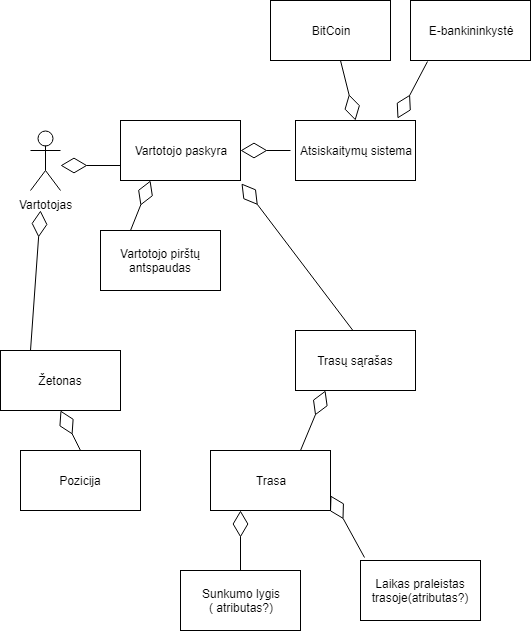 BitCoin
E-bankininkystė
Vartotojo paskyra
Atsiskaitymų sistema
Vartotojas
Vartotojo pirštų
antspaudas
Žetonas
Trasų sąrašas
Pozicija
Trasa
Sunkumo lygis
( atributas?)
Laikas praleistas
trasoje(atributas?)